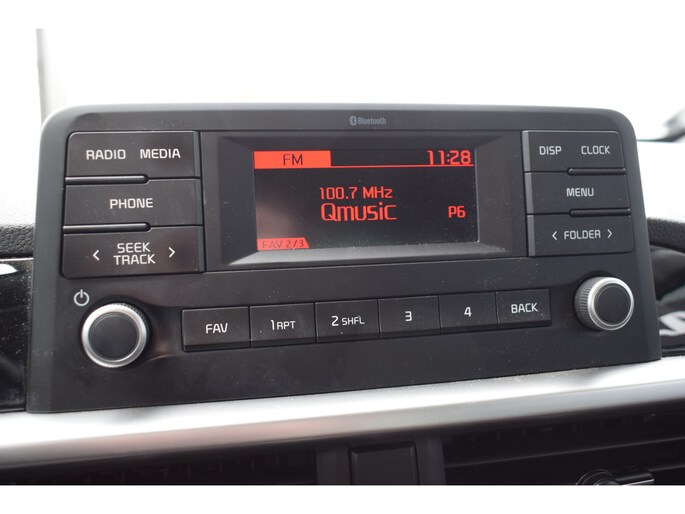 Bluetooth
RADIO MEDIA
FM 11:28
DISP CLOCK
PHONE
100.7 MHz
Qmusic P6
MENU
< SEEK TRACK >
FAV 2/3
< FOLDER >
FAV
1 RPT
2 SHFL
3
4
BACK